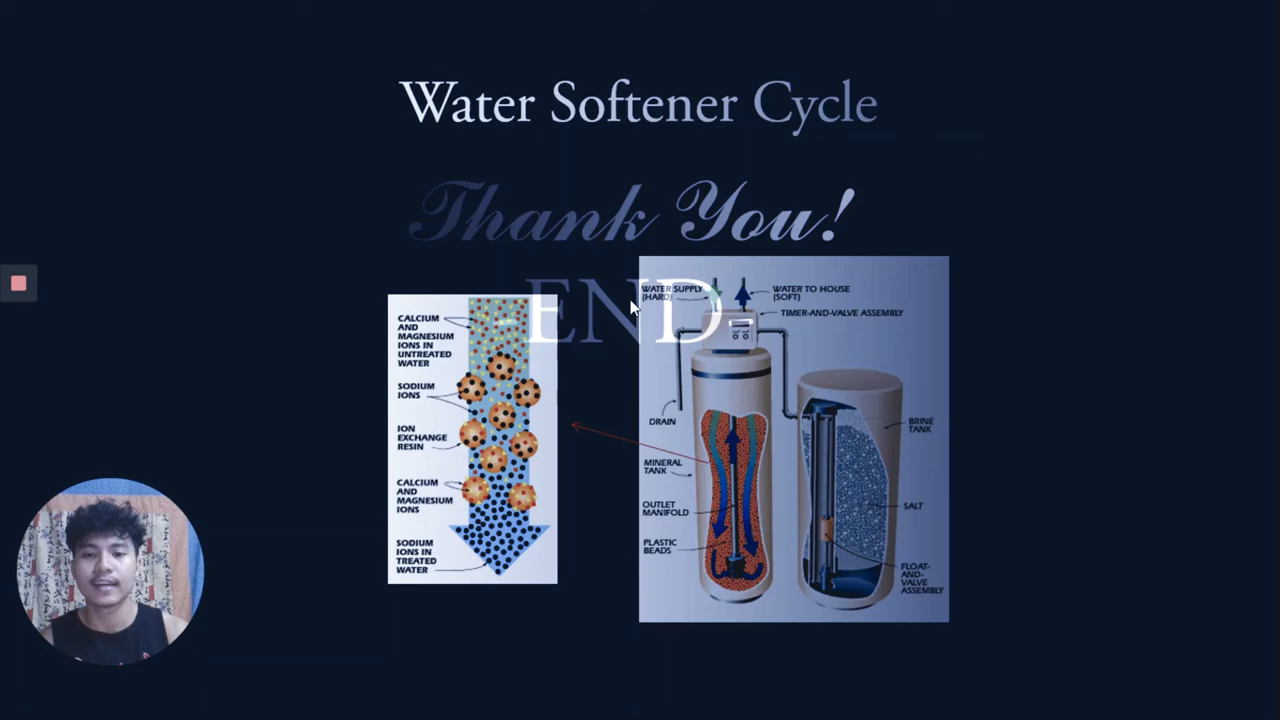 Water Softener Cycle
Thank You!
END
CALCIUM
AND
MAGNESIUM
IONS IN
UNTREATED
WATER
SODIUM
IONS
ION
EXCHANGE
RESIN
CALCIUM
AND
MAGNESIUM
IONS
SODIUM
IONS IN
TREATED
WATER
WATER SUPPLY
(HARD)
WATER TO HOUSE
(SOFT)
TIMER-AND-VALVE ASSEMBLY
DRAIN
MINERAL
TANK
OUTLET
MANIFOLD
PLASTIC
BEADS
BRINE
TANK
SALT
FLOAT-
AND-
VALVE
ASSEMBLY